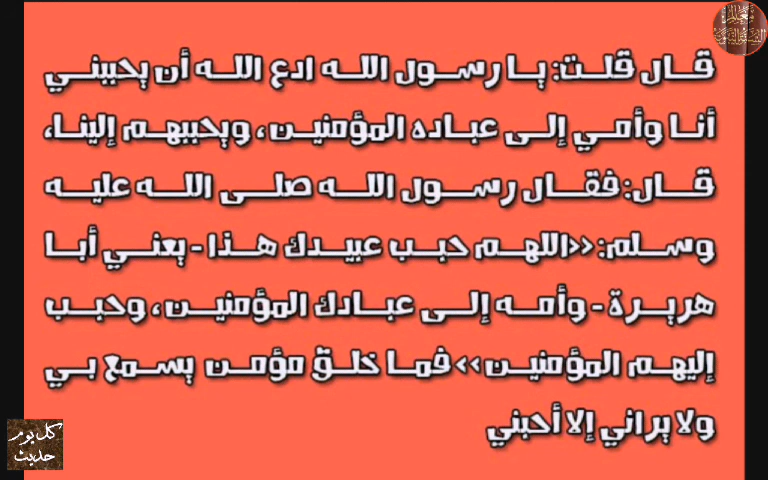 قال قلت: يا رسول الله ادع الله أن يحببني
أنا وأمي إلى عباده المؤمنين، ويحببهم إلينا،
قال: فقال رسول الله صلى الله عليه
وسلم: <<اللهم حبب عبيدك هذا - يعني أبا
هريرة - وأمه إلى عبادك المؤمنين، وحبب
إليهم المؤمنين>> فما خلق مؤمن يسمع بي
ولا يراني إلا أحبني
كل يوم
حديث